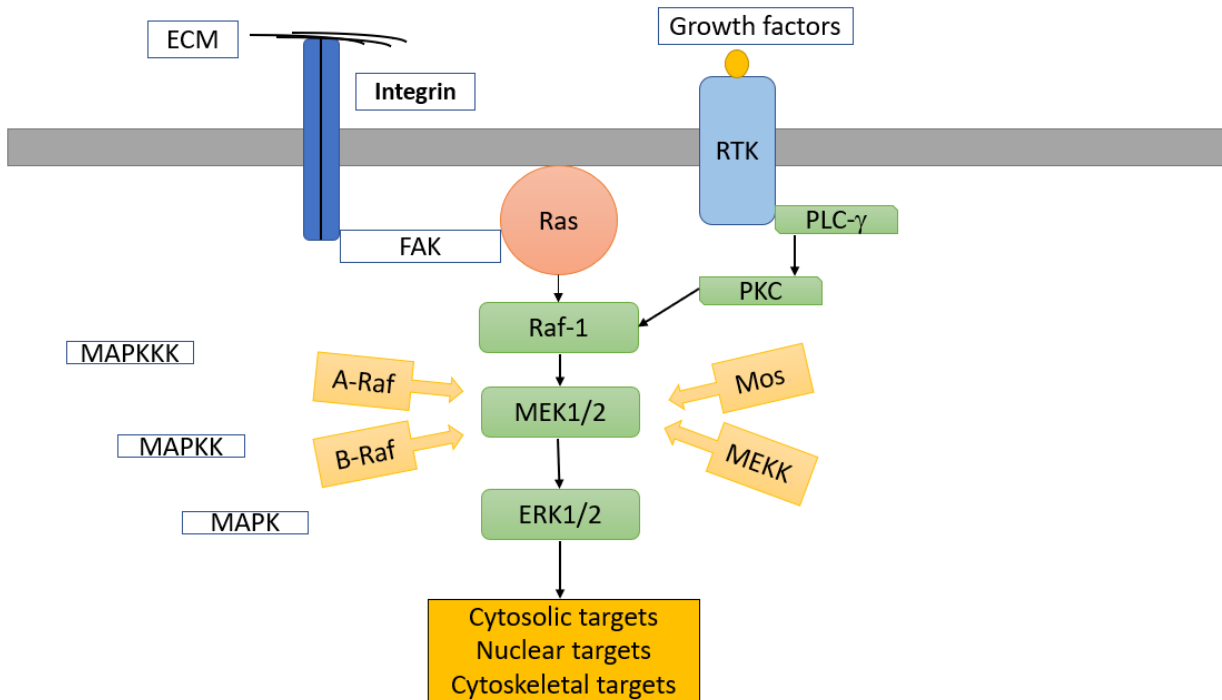 Growth factors
ECM
Integrin
RTK
Ras
PLC-γ
FAK
PKC
Raf-1
MAPKKK
A-Raf
Mos
MEK1/2
MAPKK
B-Raf
MEKK
ERK1/2
MAPK
Cytosolic targets
Nuclear targets
Cytoskeletal targets